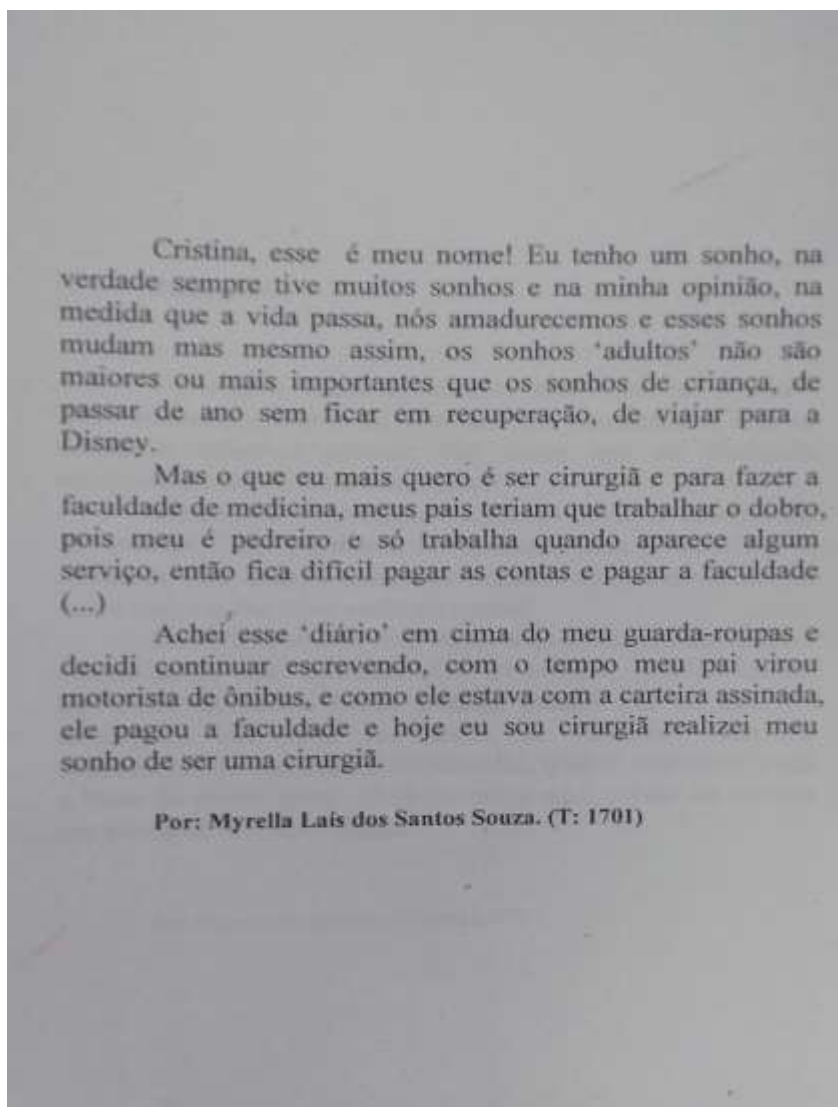 Cristina, esse é meu nome! Eu tenho um sonho, na
verdade sempre tive muitos sonhos e na minha opinião, na
medida que a vida passa, nós amadurecemos e esses sonhos
mudam mas mesmo assim, os sonhos ‘adultos’ não são
maiores ou mais importantes que os sonhos de criança, de
passar de ano sem ficar em recuperação, de viajar para a
Disney.
Mas o que eu mais quero é ser cirurgiã e para fazer a
faculdade de medicina, meus pais teriam que trabalhar o dobro,
pois meu é pedreiro e só trabalha quando aparece algum
serviço, então fica difícil pagar as contas e pagar a faculdade
(...)
Achei esse ‘diário’ em cima do meu guarda-roupas e
decidi continuar escrevendo, com o tempo meu pai virou
motorista de ônibus, e como ele estava com a carteira assinada,
ele pagou a faculdade e hoje eu sou cirurgiã realizei meu
sonho de ser uma cirurgiã.
Por: Myrella Laís dos Santos Souza. (T: 1701)